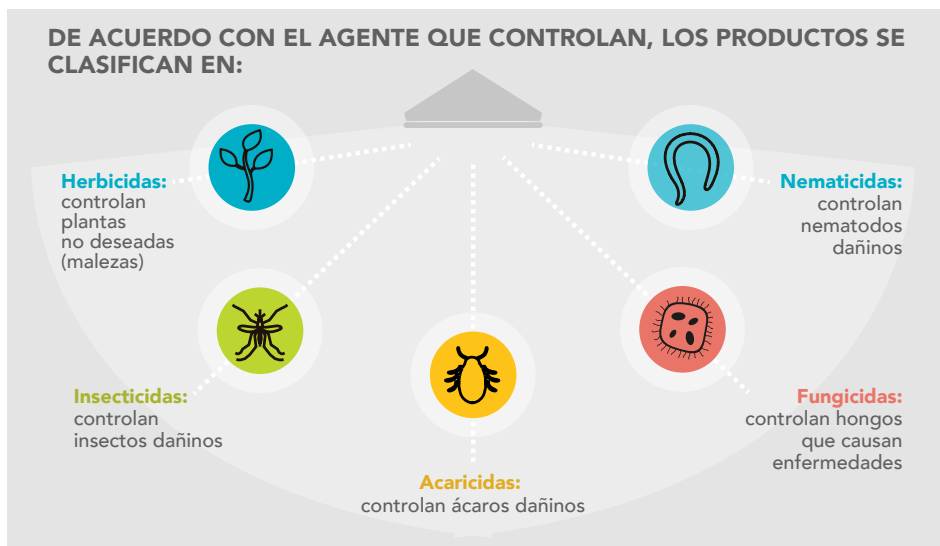 DE ACUERDO CON EL AGENTE QUE CONTROLAN, LOS PRODUCTOS SE
CLASIFICAN EN:
Herbicidas:
controlan
plantas
no deseadas
(malezas)
Insecticidas:
controlan
insectos dañinos
Acaricidas:
controlan ácaros dañinos
Fungicidas:
controlan hongos
que causan
enfermedades
Nematicidas:
controlan
nematodos
dañinos